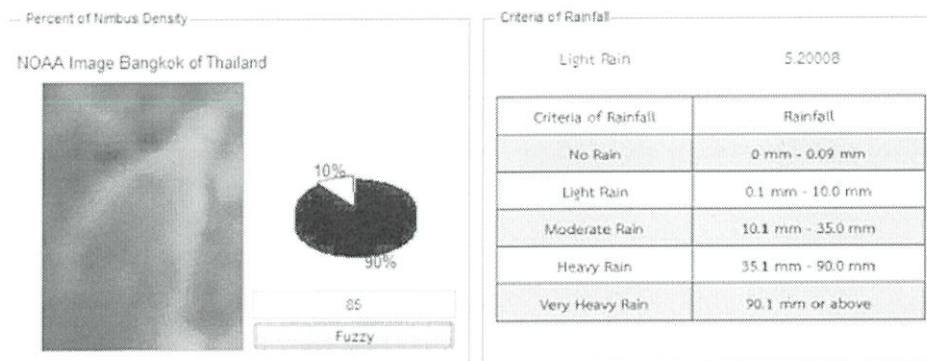 Percent of Nimbus Density
NOAA Image Bangkok of Thailand
10%
90%
85
Fuzzy
Criteria of Rainfall
Light Rain 5.20008
Criteria of Rainfall Rainfall
No Rain 0 mm - 0.09 mm
Light Rain 0.1 mm - 10.0 mm
Moderate Rain 10.1 mm - 35.0 mm
Heavy Rain 35.1 mm - 90.0 mm
Very Heavy Rain 90.1 mm or above